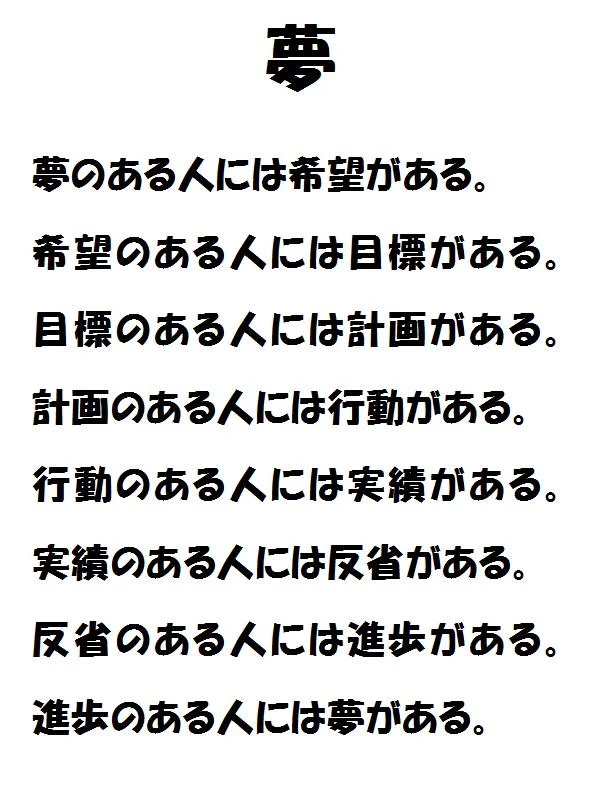 夢
夢のある人には希望がある。
希望のある人には目標がある。
目標のある人には計画がある。
計画のある人には行動がある。
行動のある人には実績がある。
実績のある人には反省がある。
反省のある人には進歩がある。
進歩のある人には夢がある。